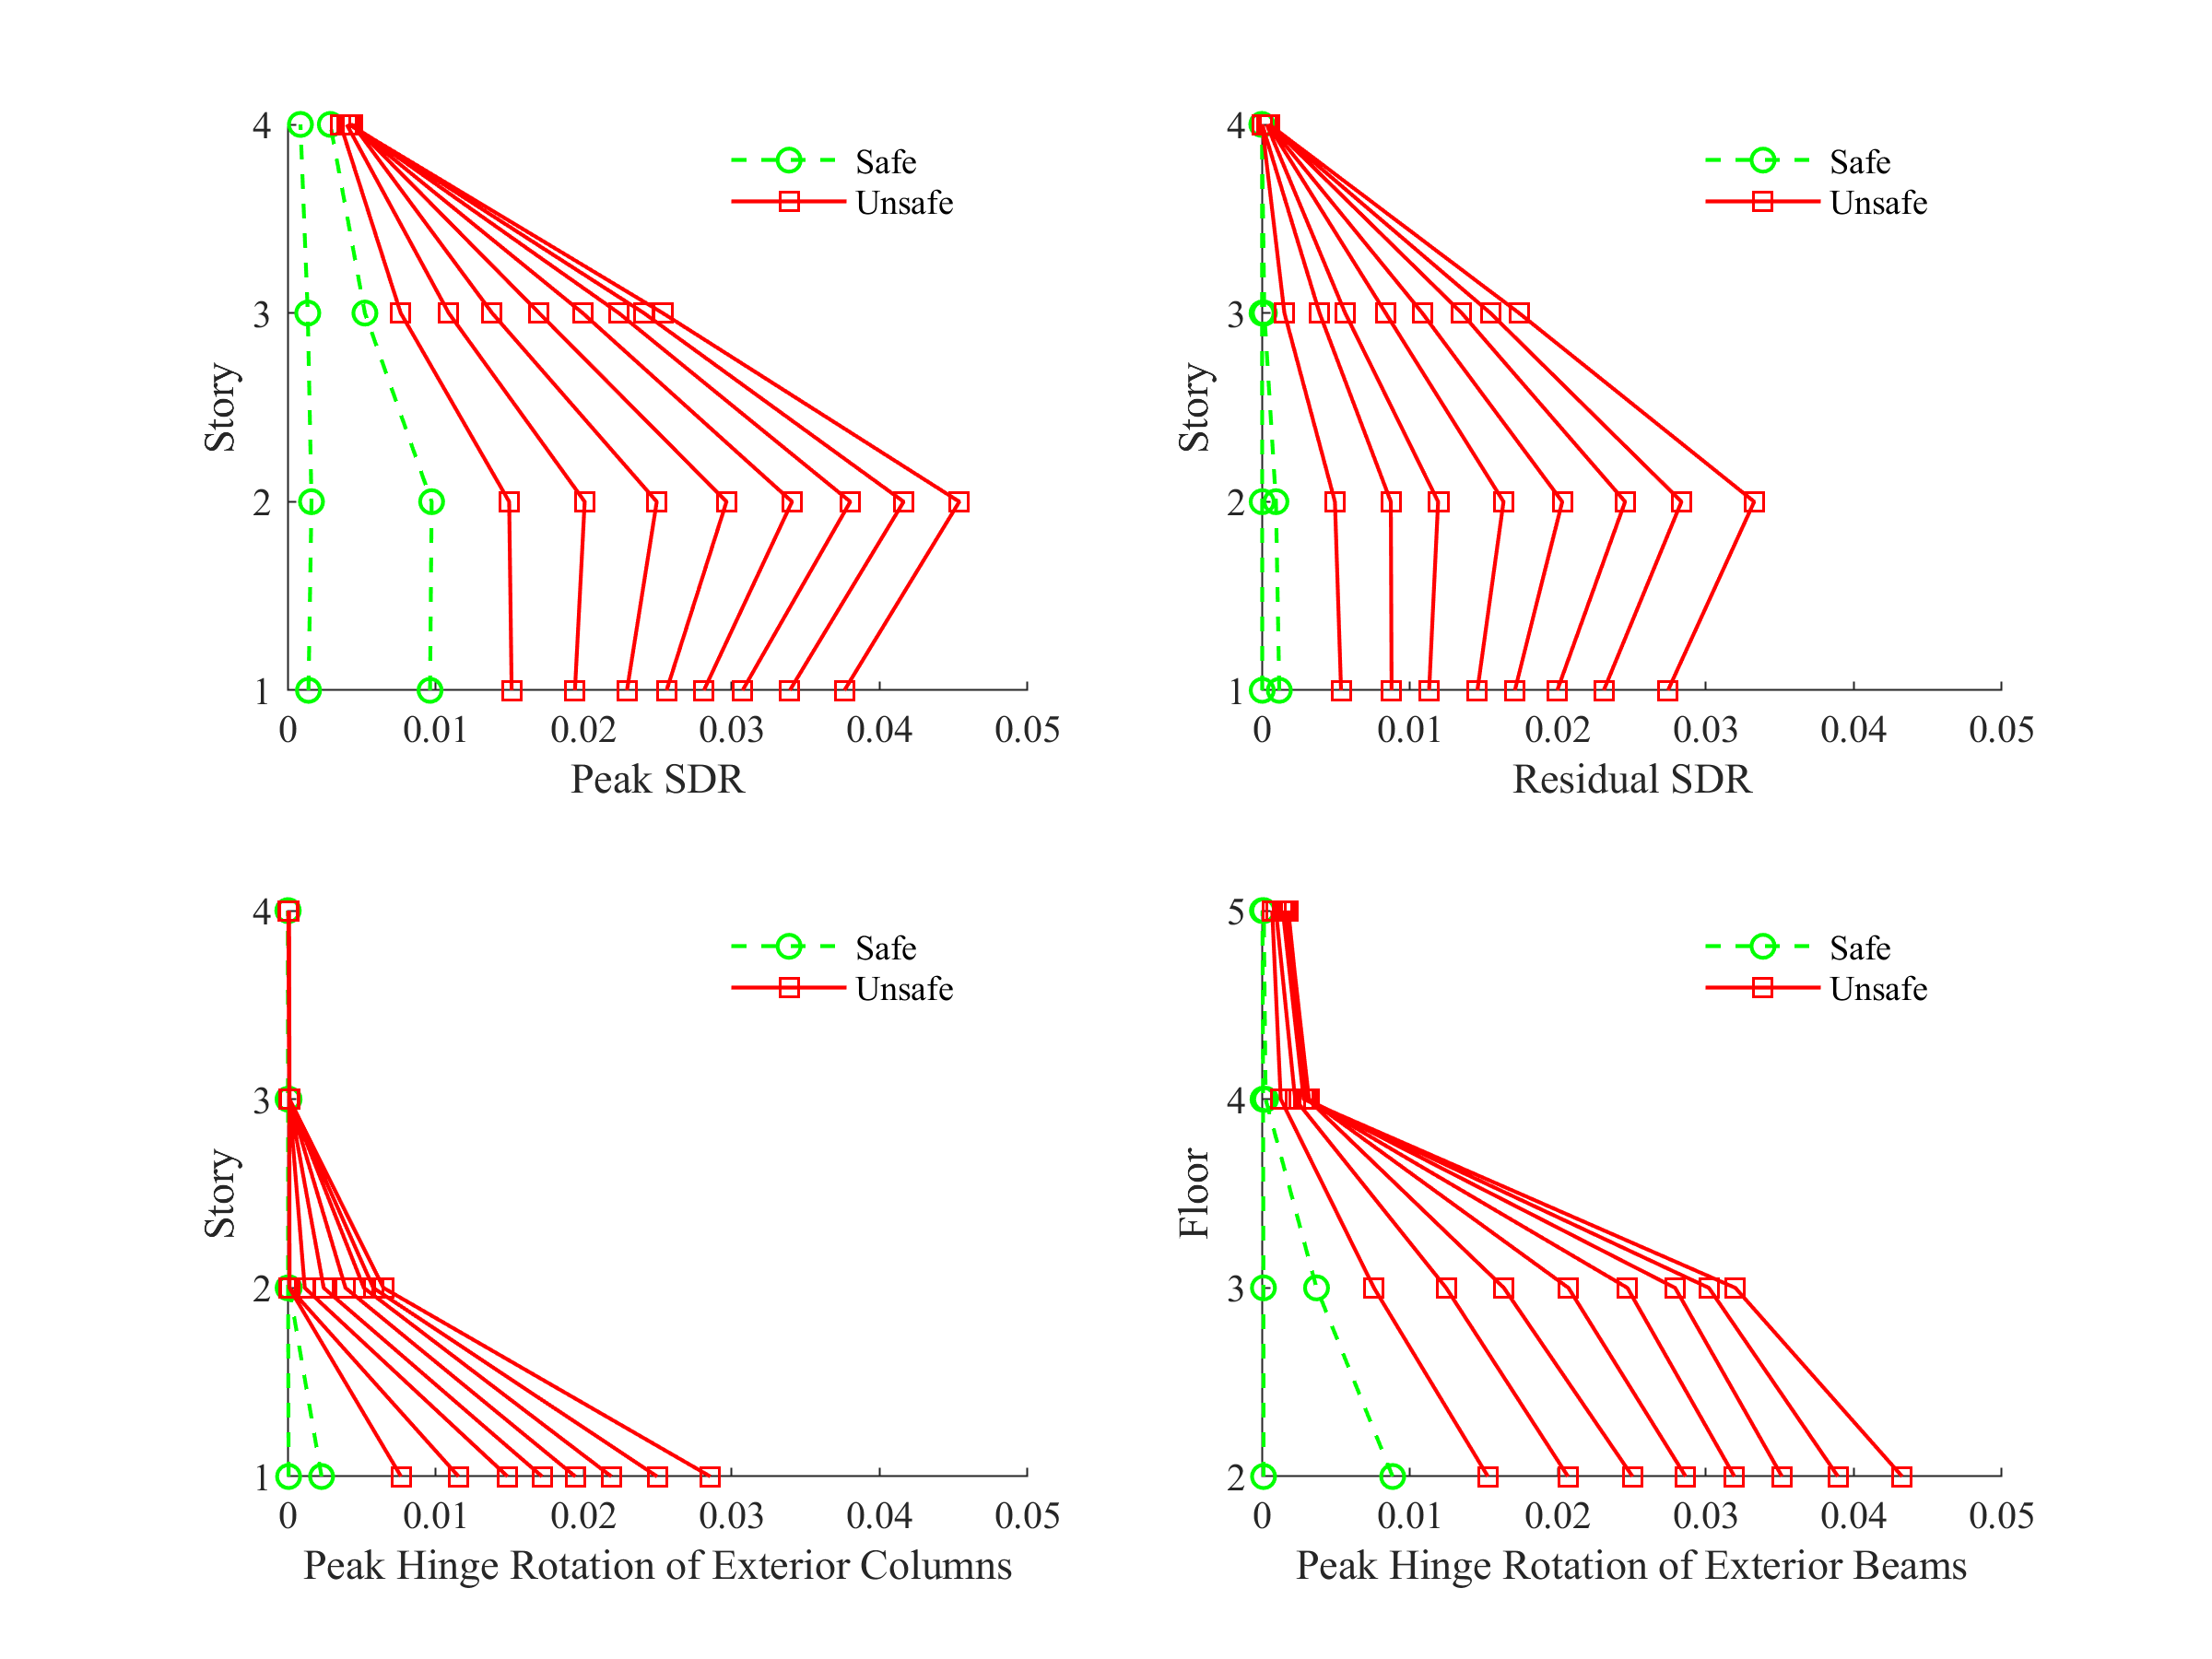 4
3
2
1
Story
0 0.01 0.02 0.03 0.04 0.05
Peak SDR
Safe
Unsafe
4
3
2
1
Story
0 0.01 0.02 0.03 0.04 0.05
Residual SDR
Safe
Unsafe
4
3
2
1
Story
0 0.01 0.02 0.03 0.04 0.05
Peak Hinge Rotation of Exterior Columns
Safe
Unsafe
5
4
3
2
Floor
0 0.01 0.02 0.03 0.04 0.05
Peak Hinge Rotation of Exterior Beams
Safe
Unsafe